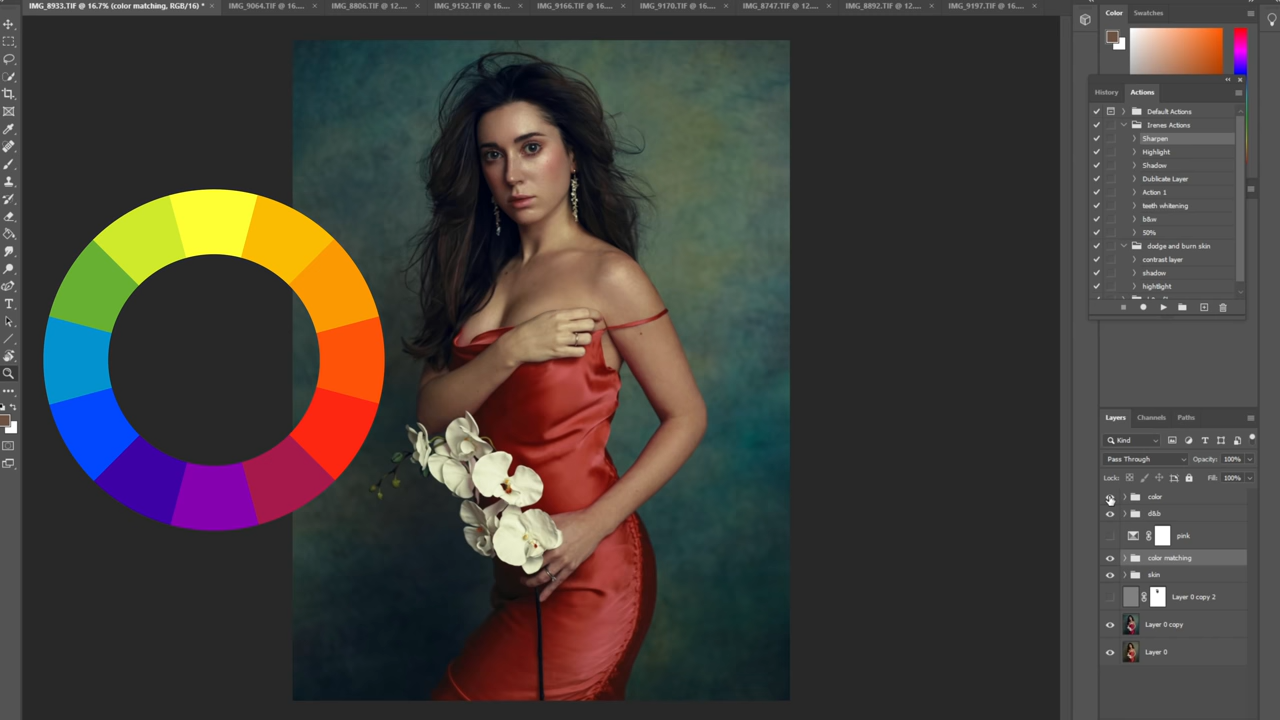 IMG_8933.TIF @ 16.7% (color matching, RGB/16) * × IMG_9064.TIF @ 16.... × IMG_8806.TIF @ 12.... × IMG_9152.TIF @ 16.... × IMG_9166.TIF @ 16.... × IMG_9170.TIF @ 16.... × IMG_8747.TIF @ 12.... × IMG_8892 @ 12.... × IMG_9197.TIF @ 16.... ×
Color Swatches
History Actions
Default Actions
Irenes Actions
Sharpen
Highlight
Shadow
Dublicate Layer
Action 1
teeth whitening
b&w
50%
dodge and burn skin
contrast layer
shadow
hightlight
Layers Channels Paths
Kind
Pass Through Opacity: 100%
Lock: Fill: 100%
color
d&b
pink
color matching
skin
Layer 0 copy 2
Layer 0 copy
Layer 0